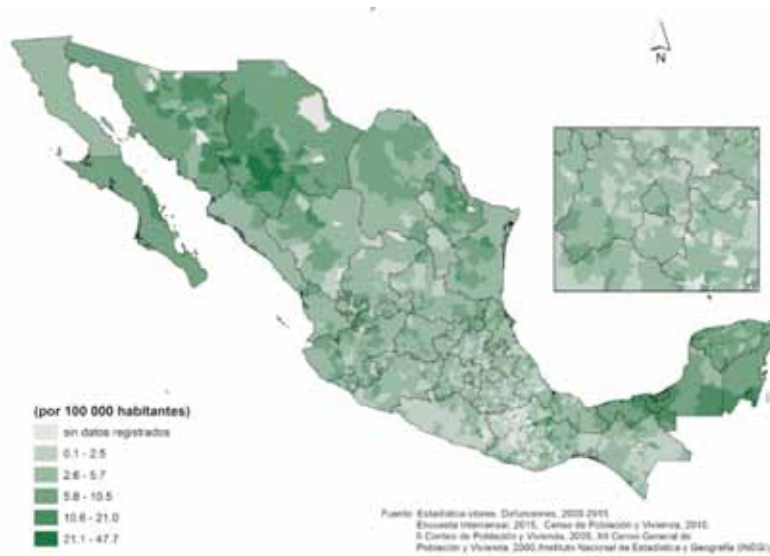 N
(por 100 000 habitantes)
sin datos registrados
0.1 - 2.5
2.6 - 5.7
5.8 - 10.5
10.6 - 21.0
21.1 - 47.7
Fuente: Estadística vitales. Defunciones, 2000-2015
Encuesta Intercensal, 2015, Censo de Población y Vivienda, 2010,
II Conteo de Población y Vivienda, 2005, XII Censo General de
Población y Vivienda, 2000, Instituto Nacional de Estadística y Geografía (INEGI)